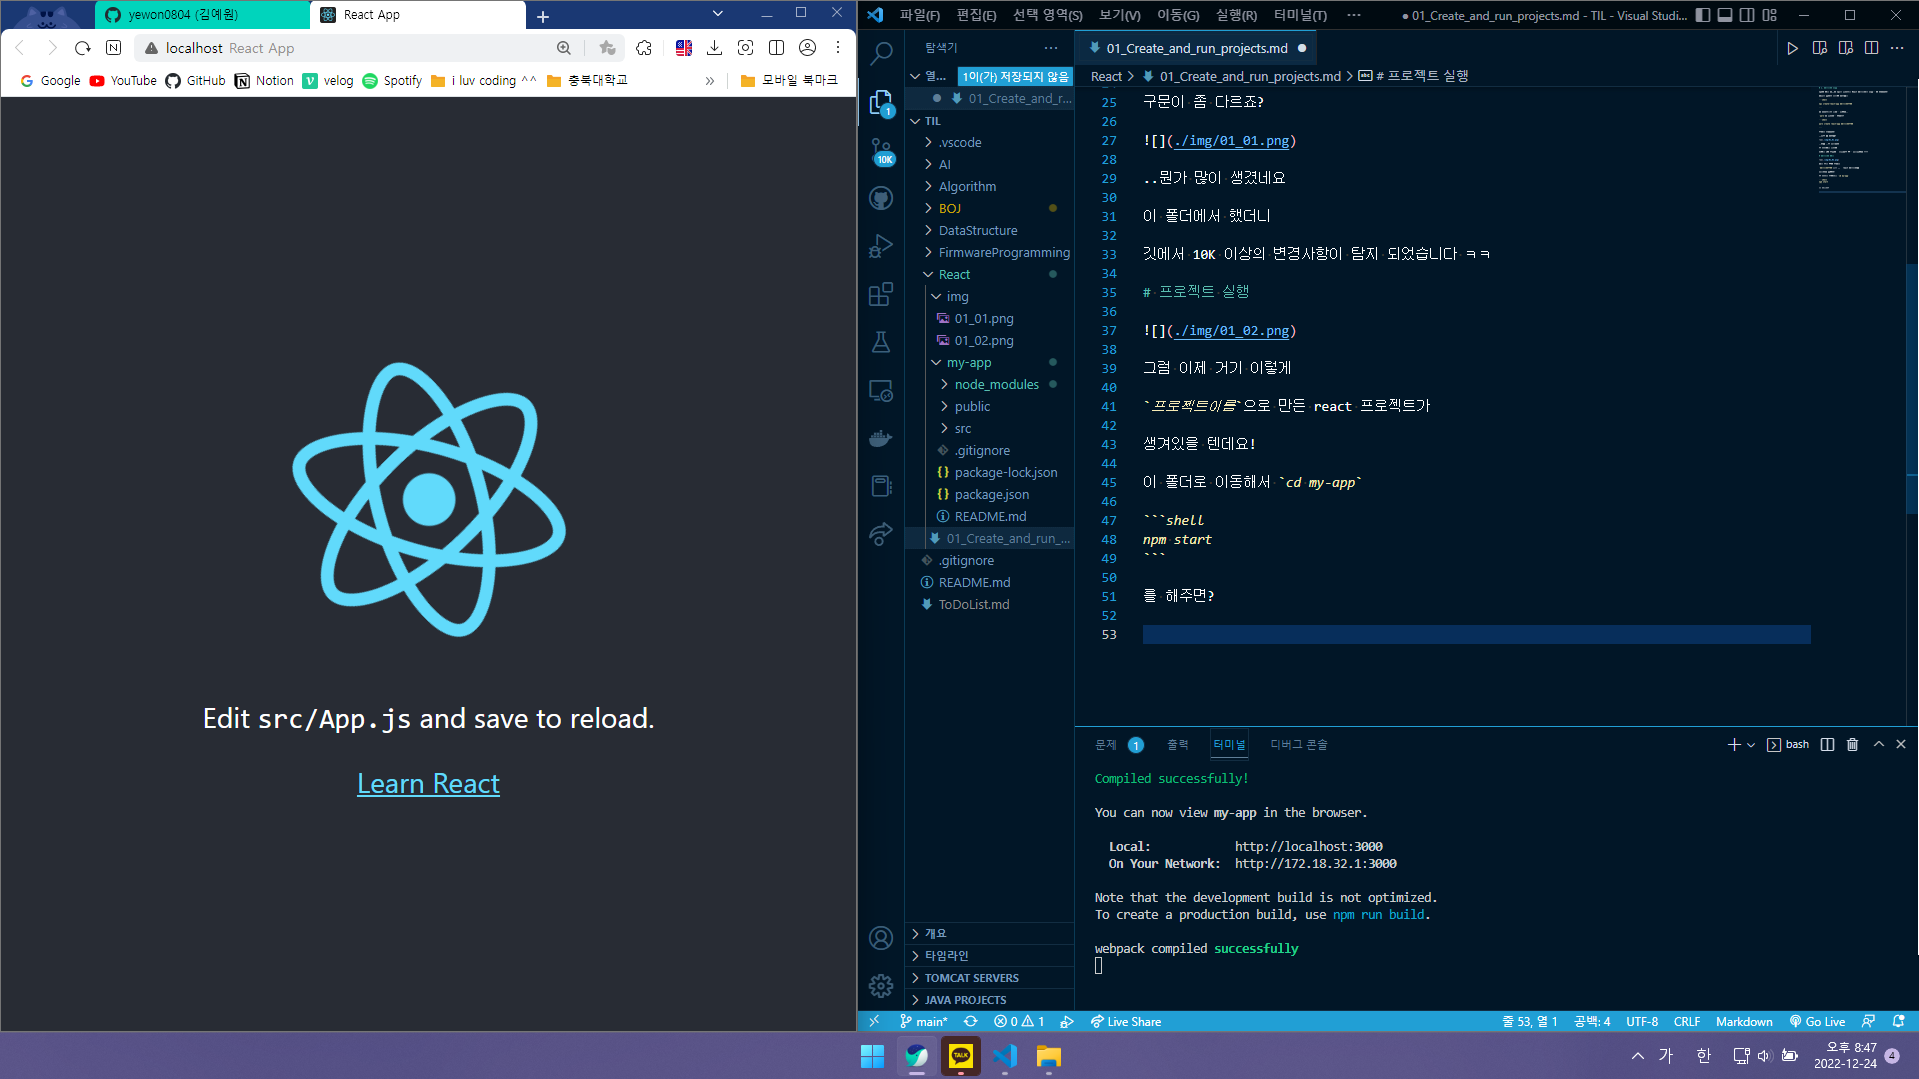 yewon0804 (김예원)
React App
localhost React App
Google
YouTube
GitHub
Notion
velog
Spotify
i luv coding ^^
충북대학교
»
모바일 북마크
Edit src/App.js and save to reload.
Learn React
파일(F) 편집(E) 선택 영역(S) 보기(V) 이동(G) 실행(R) 터미널(T) ···
● 01_Create_and_run_projects.md - TIL - Visual Studi...
탐색기
열... 1이(가) 저장되지 않음
01_Create_and_r...
TIL
.vscode
AI
Algorithm
BOJ
DataStructure
FirmwareProgramming
React
img
01_01.png
01_02.png
my-app
node_modules
public
src
.gitignore
package-lock.json
package.json
README.md
01_Create_and_run_...
.gitignore
README.md
ToDoList.md
개요
타임라인
TOMCAT SERVERS
JAVA PROJECTS
1
10K
01_Create_and_run_projects.md
React > 01_Create_and_run_projects.md > # 프로젝트 실행
25 구문이 좀 다르죠?
26
27 ![](./img/01_01.png)
28
29 ..뭔가 많이 생겼네요
30
31 이 폴더에서 했더니
32
33 깃에서 10K 이상의 변경사항이 탐지 되었습니다 ㅋㅋ
34
35 # 프로젝트 실행
36
37 ![](./img/01_02.png)
38
39 그럼 이제 거기 이렇게
40
41 `프로젝트이름`으로 만든 react 프로젝트가
42
43 생겨있을 텐데요!
44
45 이 폴더로 이동해서 `cd my-app`
46
47 ```shell
48 npm start
49 ```
50
51 를 해주면?
52
53
문제 1 출력 터미널 디버그 콘솔
bash
Compiled successfully!
You can now view my-app in the browser.
Local: http://localhost:3000
On Your Network: http://172.18.32.1:3000
Note that the development build is not optimized.
To create a production build, use npm run build.
webpack compiled successfully
main* 0 1 Live Share
줄 53, 열 1 공백: 4 UTF-8 CRLF Markdown Go Live
TALK
가 한
오후 8:47
2022-12-24
4